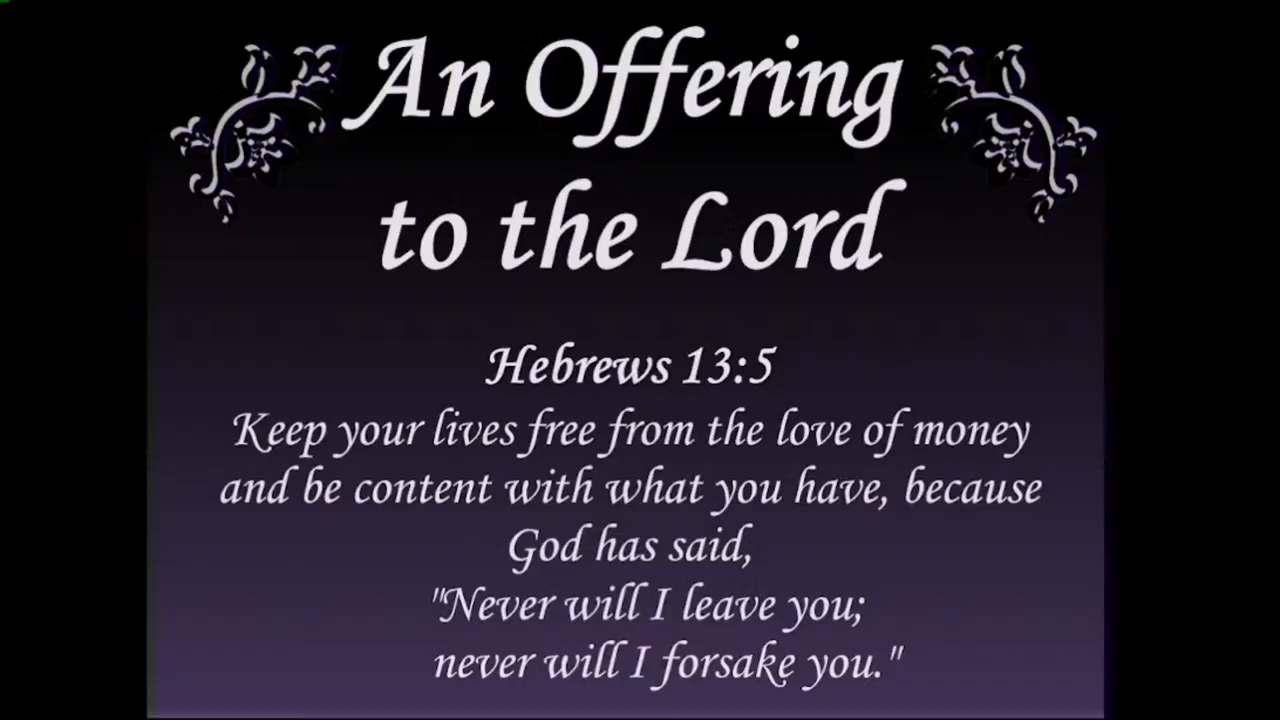 An Offering
to the Lord
Hebrews 13:5
Keep your lives free from the love of money
and be content with what you have, because
God has said,
"Never will I leave you;
never will I forsake you."